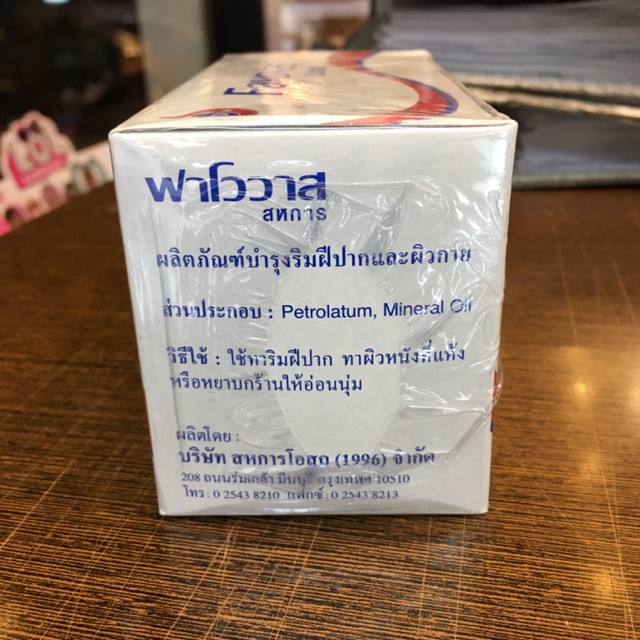 ฟาโววาส
สหการ
ผลิตภัณฑ์บำรุงริมฝีปากและผิวกาย
ส่วนประกอบ : Petrolatum, Mineral Oil
วิธีใช้ : ใช้ทาริมฝีปาก ทาผิวหนังที่แห้ง
หรือหยาบกร้านให้อ่อนนุ่ม
ผลิตโดย :
บริษัท สหการโอสถ (1996) จำกัด
208 ถนนร่มเกล้า มีนบุรี กรุงเทพฯ 10510
โทร : 0 2543 8210 แฟกซ์ : 0 2543 8213